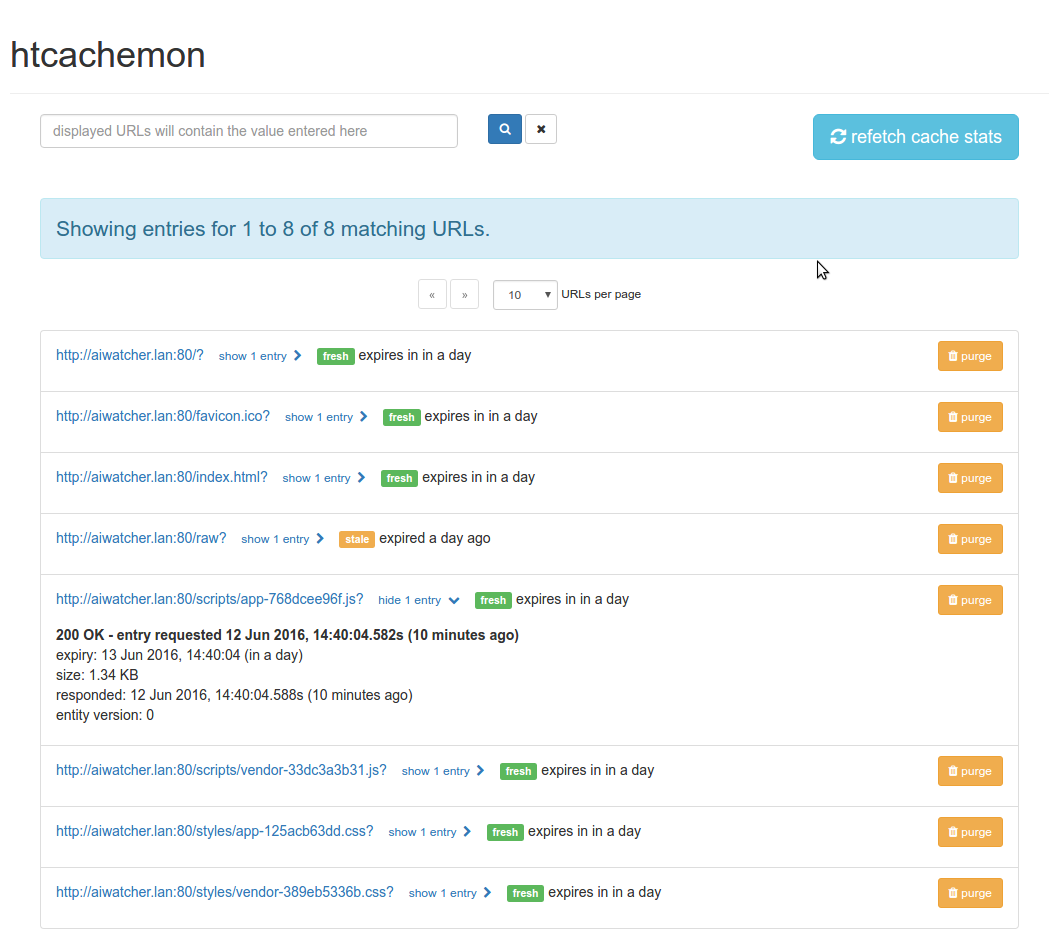 htcachemon
displayed URLs will contain the value entered here
refetch cache stats
Showing entries for 1 to 8 of 8 matching URLs.
« » 10 URLs per page
http://aiwatcher.lan:80/? show 1 entry fresh expires in in a day purge
http://aiwatcher.lan:80/favicon.ico? show 1 entry fresh expires in in a day purge
http://aiwatcher.lan:80/index.html? show 1 entry fresh expires in in a day purge
http://aiwatcher.lan:80/raw? show 1 entry stale expired a day ago purge
http://aiwatcher.lan:80/scripts/app-768dcee96f.js? hide 1 entry fresh expires in in a day purge
200 OK - entry requested 12 Jun 2016, 14:40:04.582s (10 minutes ago)
expiry: 13 Jun 2016, 14:40:04 (in a day)
size: 1.34 KB
responded: 12 Jun 2016, 14:40:04.588s (10 minutes ago)
entity version: 0
http://aiwatcher.lan:80/scripts/vendor-33dc3a3b31.js? show 1 entry fresh expires in in a day purge
http://aiwatcher.lan:80/styles/app-125acb63dd.css? show 1 entry fresh expires in in a day purge
http://aiwatcher.lan:80/styles/vendor-389eb5336b.css? show 1 entry fresh expires in in a day purge